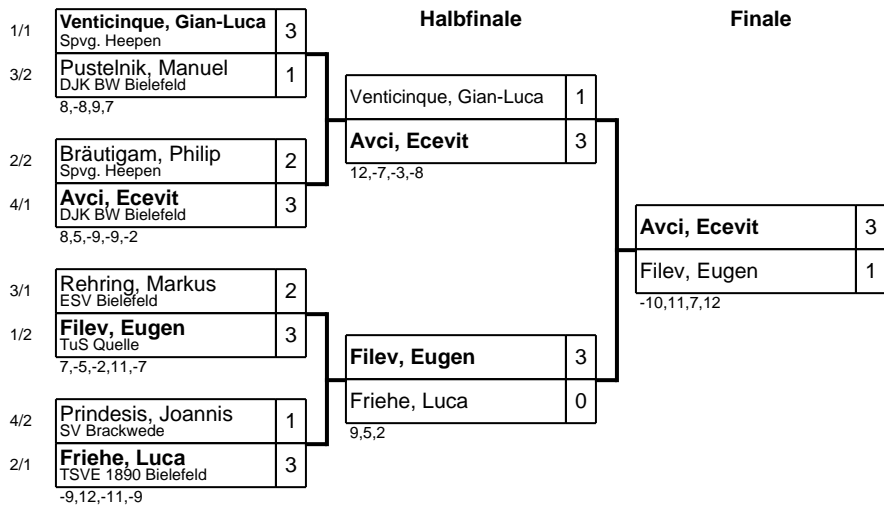 Halbfinale
Finale
1/1 Venticinque, Gian-Luca 3
Spvg. Heepen
3/2 Pustelnik, Manuel 1
DJK BW Bielefeld
8,-8,9,7
2/2 Bräutigam, Philip 2
Spvg. Heepen
4/1 Avci, Ecevit 3
DJK BW Bielefeld
8,5,-9,-9,-2
3/1 Rehring, Markus 2
ESV Bielefeld
1/2 Filev, Eugen 3
TuS Quelle
7,-5,-2,11,-7
4/2 Prindesis, Joannis 1
SV Brackwede
2/1 Friehe, Luca 3
TSVE 1890 Bielefeld
-9,12,-11,-9
Venticinque, Gian-Luca 1
Avci, Ecevit 3
12,-7,-3,-8
Filev, Eugen 3
Friehe, Luca 0
9,5,2
Avci, Ecevit 3
Filev, Eugen 1
-10,11,7,12